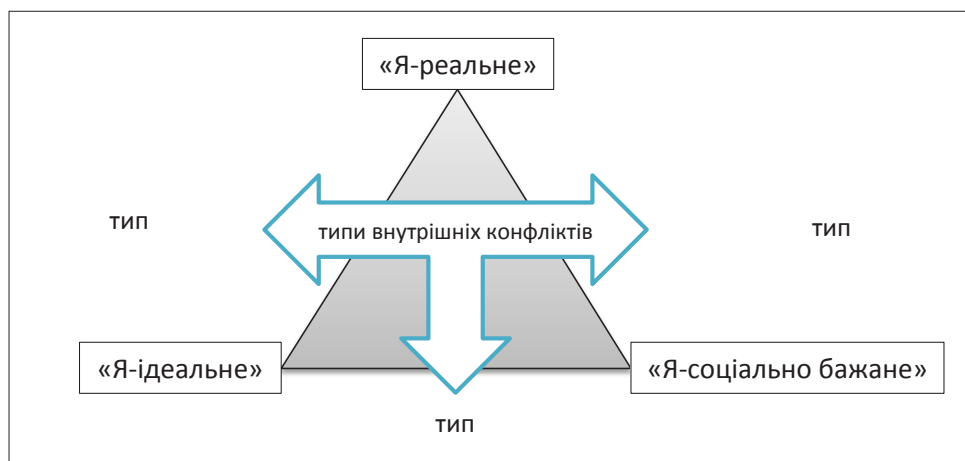 «Я-реальне»
тип
типи внутрішніх конфліктів
тип
«Я-ідеальне»
«Я-соціально бажане»
тип